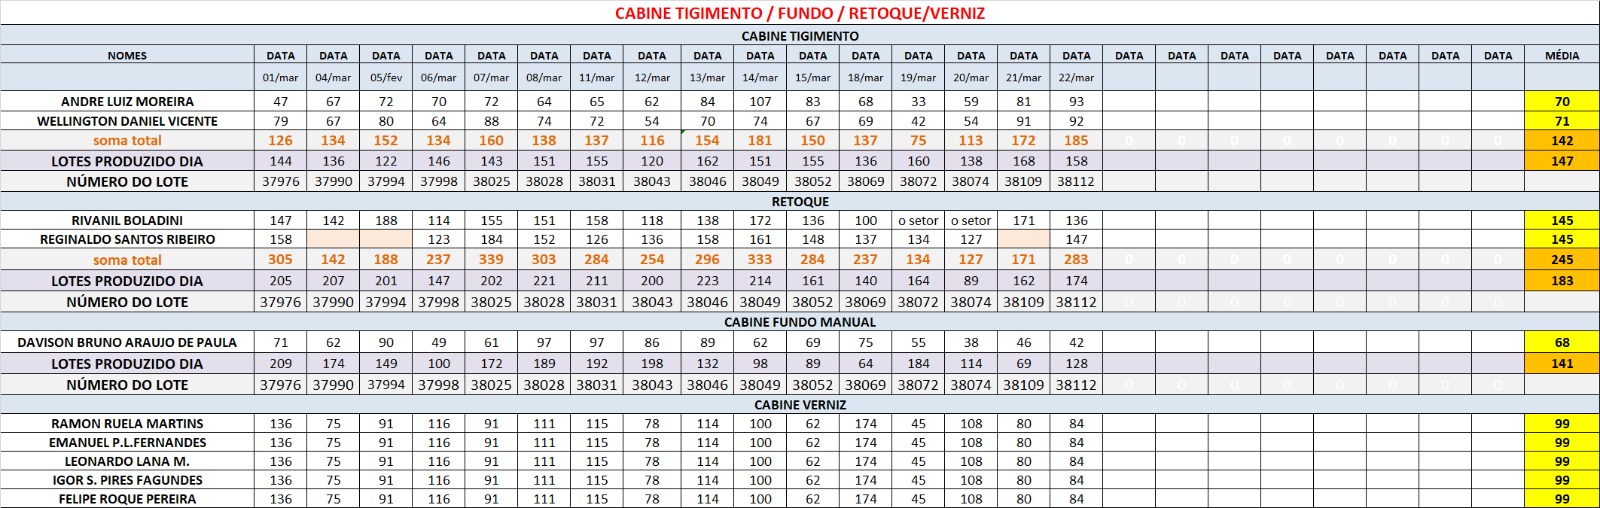 CABINE TIGIMENTO / FUNDO / RETOQUE/VERNIZ
CABINE TIGIMENTO
NOMES DATA DATA DATA DATA DATA DATA DATA DATA DATA DATA DATA DATA DATA DATA DATA DATA DATA DATA DATA DATA DATA DATA DATA DATA MÉDIA
01/mar 04/mar 05/fev 06/mar 07/mar 08/mar 11/mar 12/mar 13/mar 14/mar 15/mar 18/mar 19/mar 20/mar 21/mar 22/mar
ANDRE LUIZ MOREIRA 47 67 72 70 72 64 65 62 84 107 83 68 33 59 81 93 70
WELLINGTON DANIEL VICENTE 79 67 80 64 88 74 72 54 70 74 67 69 42 54 91 92 71
soma total 126 134 152 134 160 138 137 116 154 181 150 137 75 113 172 185 0 0 0 0 0 0 0 0 142
LOTES PRODUZIDO DIA 144 136 122 146 143 151 155 120 162 151 155 136 160 138 168 158 147
NÚMERO DO LOTE 37976 37990 37994 37998 38025 38028 38031 38043 38046 38049 38052 38069 38072 38074 38109 38112
RETOQUE
RIVANIL BOLADINI 147 142 188 114 155 151 158 118 138 172 136 100 o setor o setor 171 136 145
REGINALDO SANTOS RIBEIRO 158 123 184 152 126 136 158 161 148 137 134 127 147 145
soma total 305 142 188 237 339 303 284 254 296 333 284 237 134 127 171 283 0 0 0 0 0 0 0 0 245
LOTES PRODUZIDO DIA 205 207 201 147 202 221 211 200 223 214 161 140 164 89 162 174 183
NÚMERO DO LOTE 37976 37990 37994 37998 38025 38028 38031 38043 38046 38049 38052 38069 38072 38074 38109 38112 0 0 0 0 0 0 0 0
CABINE FUNDO MANUAL
DAVISON BRUNO ARAUJO DE PAULA 71 62 90 49 61 97 97 86 89 62 69 75 55 38 46 42 68
LOTES PRODUZIDO DIA 209 174 149 100 172 189 192 198 132 98 89 64 184 114 69 128 141
NÚMERO DO LOTE 37976 37990 37994 37998 38025 38028 38031 38043 38046 38049 38052 38069 38072 38074 38109 38112 0 0 0 0 0 0 0 0
CABINE VERNIZ
RAMON RUELA MARTINS 136 75 91 116 91 111 115 78 114 100 62 174 45 108 80 84 99
EMANUEL P.L.FERNANDES 136 75 91 116 91 111 115 78 114 100 62 174 45 108 80 84 99
LEONARDO LANA M. 136 75 91 116 91 111 115 78 114 100 62 174 45 108 80 84 99
IGOR S. PIRES FAGUNDES 136 75 91 116 91 111 115 78 114 100 62 174 45 108 80 84 99
FELIPE ROQUE PEREIRA 136 75 91 116 91 111 115 78 114 100 62 174 45 108 80 84 99